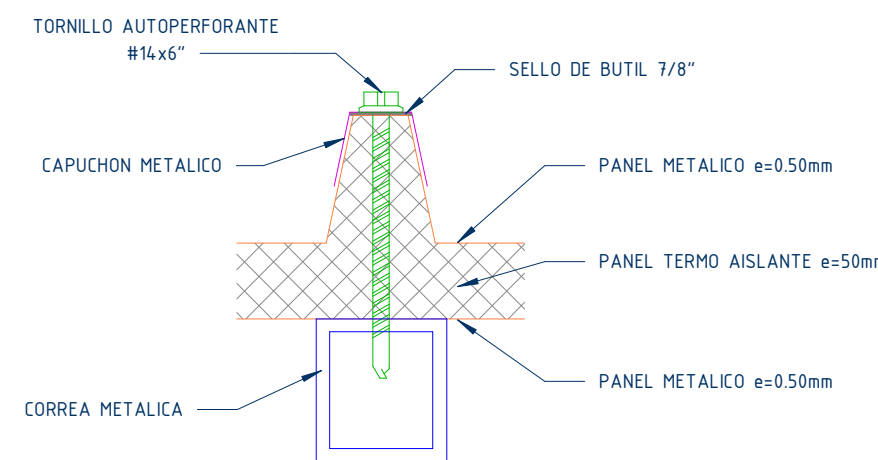 TORNILLO AUTOPERFORANTE
#14x6"
SELLO DE BUTIL 7/8"
CAPUCHON METALICO
PANEL METALICO e=0.50mm
PANEL TERMO AISLANTE e=50mm
PANEL METALICO e=0.50mm
CORREA METALICA